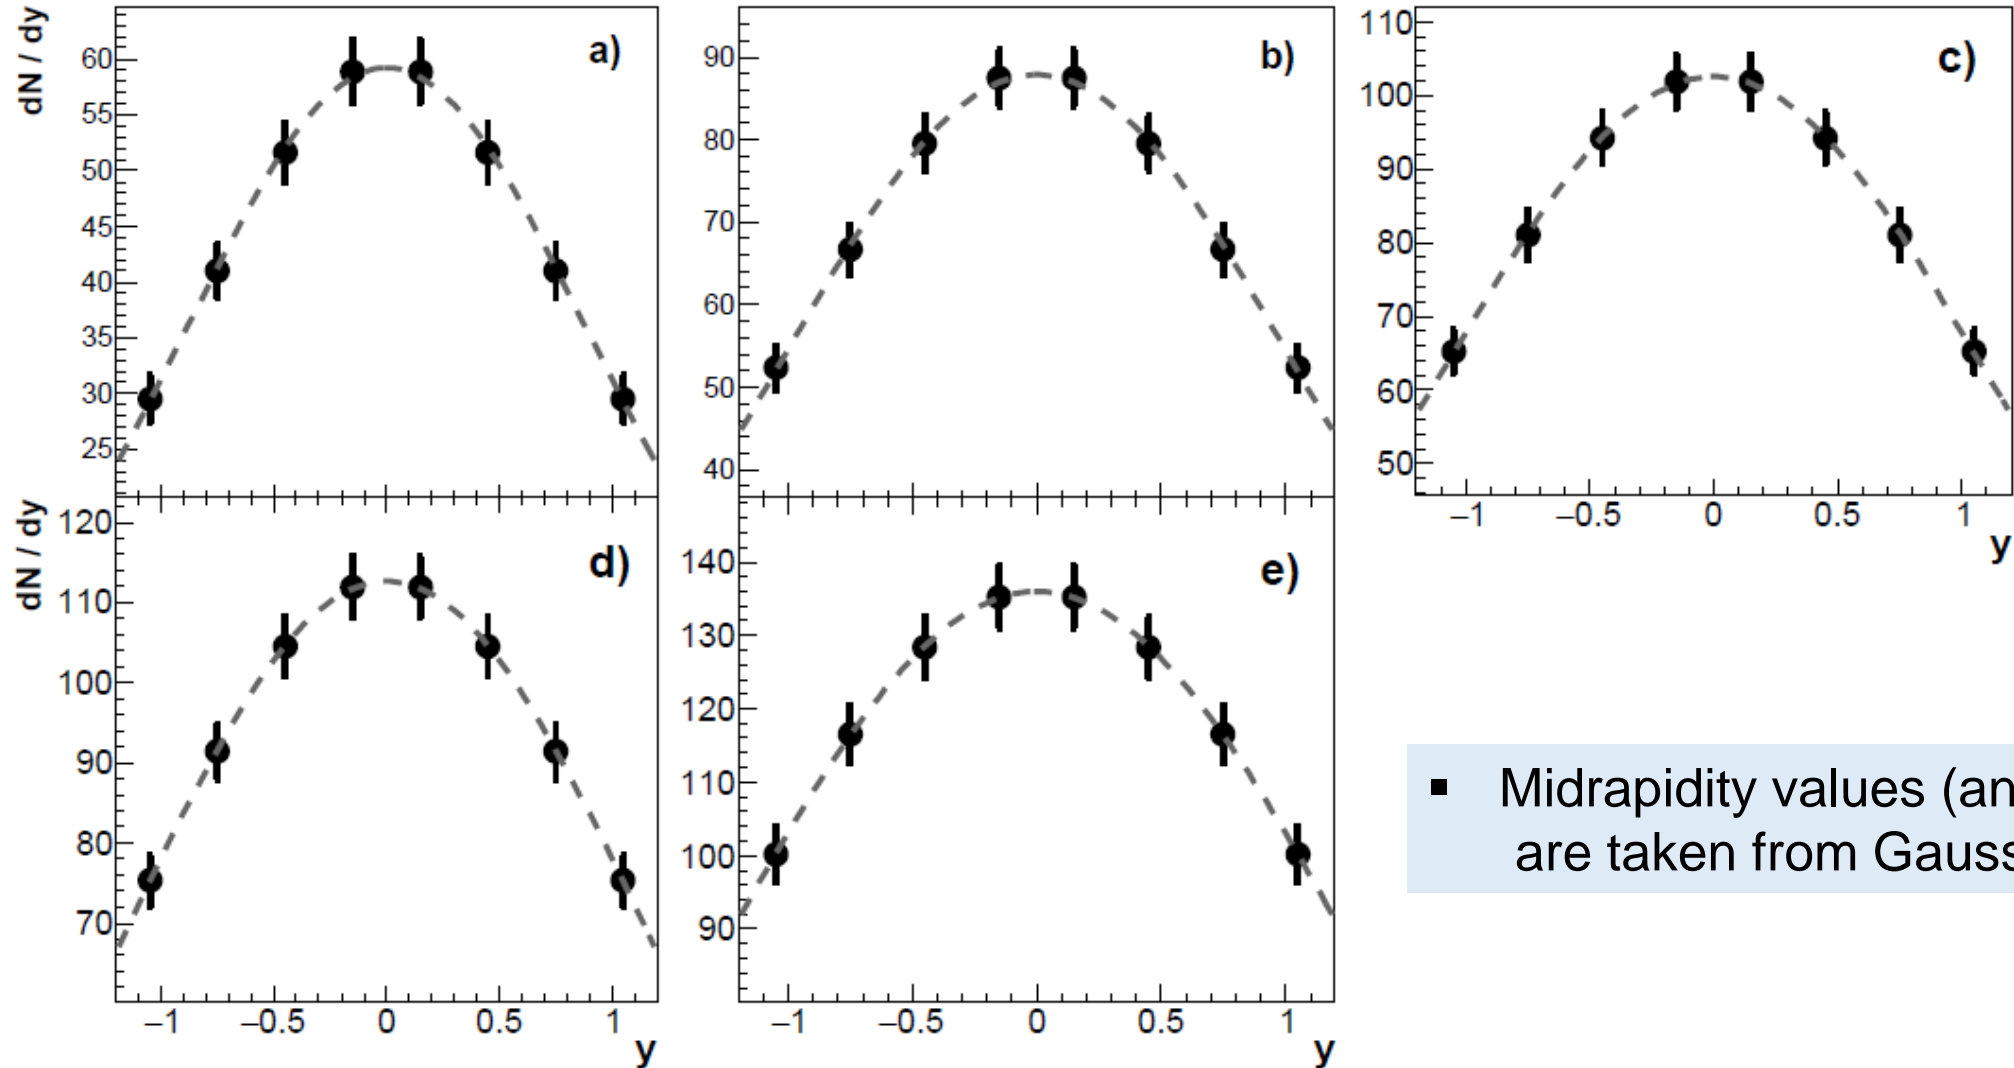 dN / dy
a)
60
55
50
45
40
35
30
25
b)
90
80
70
60
50
40
c)
110
100
90
80
70
60
50
−1 −0.5 0 0.5 1
y
dN / dy
d)
120
110
100
90
80
70
−1 −0.5 0 0.5 1
y
e)
140
130
120
110
100
90
−1 −0.5 0 0.5 1
y
▪ Midrapidity values (an
are taken from Gauss